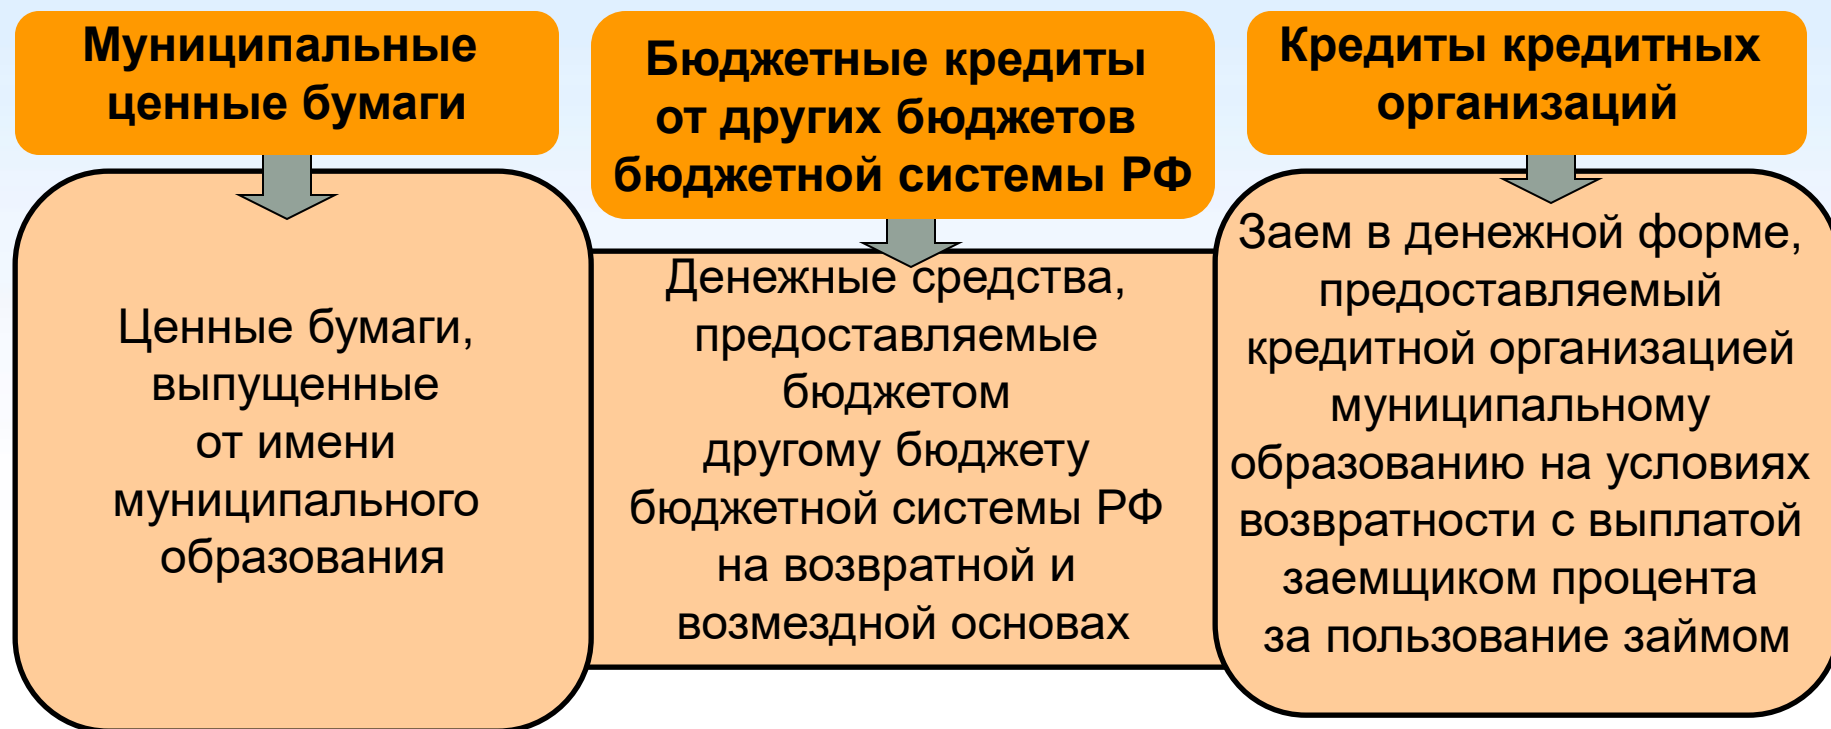 Муниципальные
ценные бумаги
Ценные бумаги,
выпущенные
от имени
муниципального
образования
Бюджетные кредиты
от других бюджетов
бюджетной системы РФ
Денежные средства,
предоставляемые
бюджетом
другому бюджету
бюджетной системы РФ
на возвратной и
возмездной основах
Кредиты кредитных
организаций
Заем в денежной форме,
предоставляемый
кредитной организацией
муниципальному
образованию на условиях
возвратности с выплатой
заемщиком процента
за пользование займом